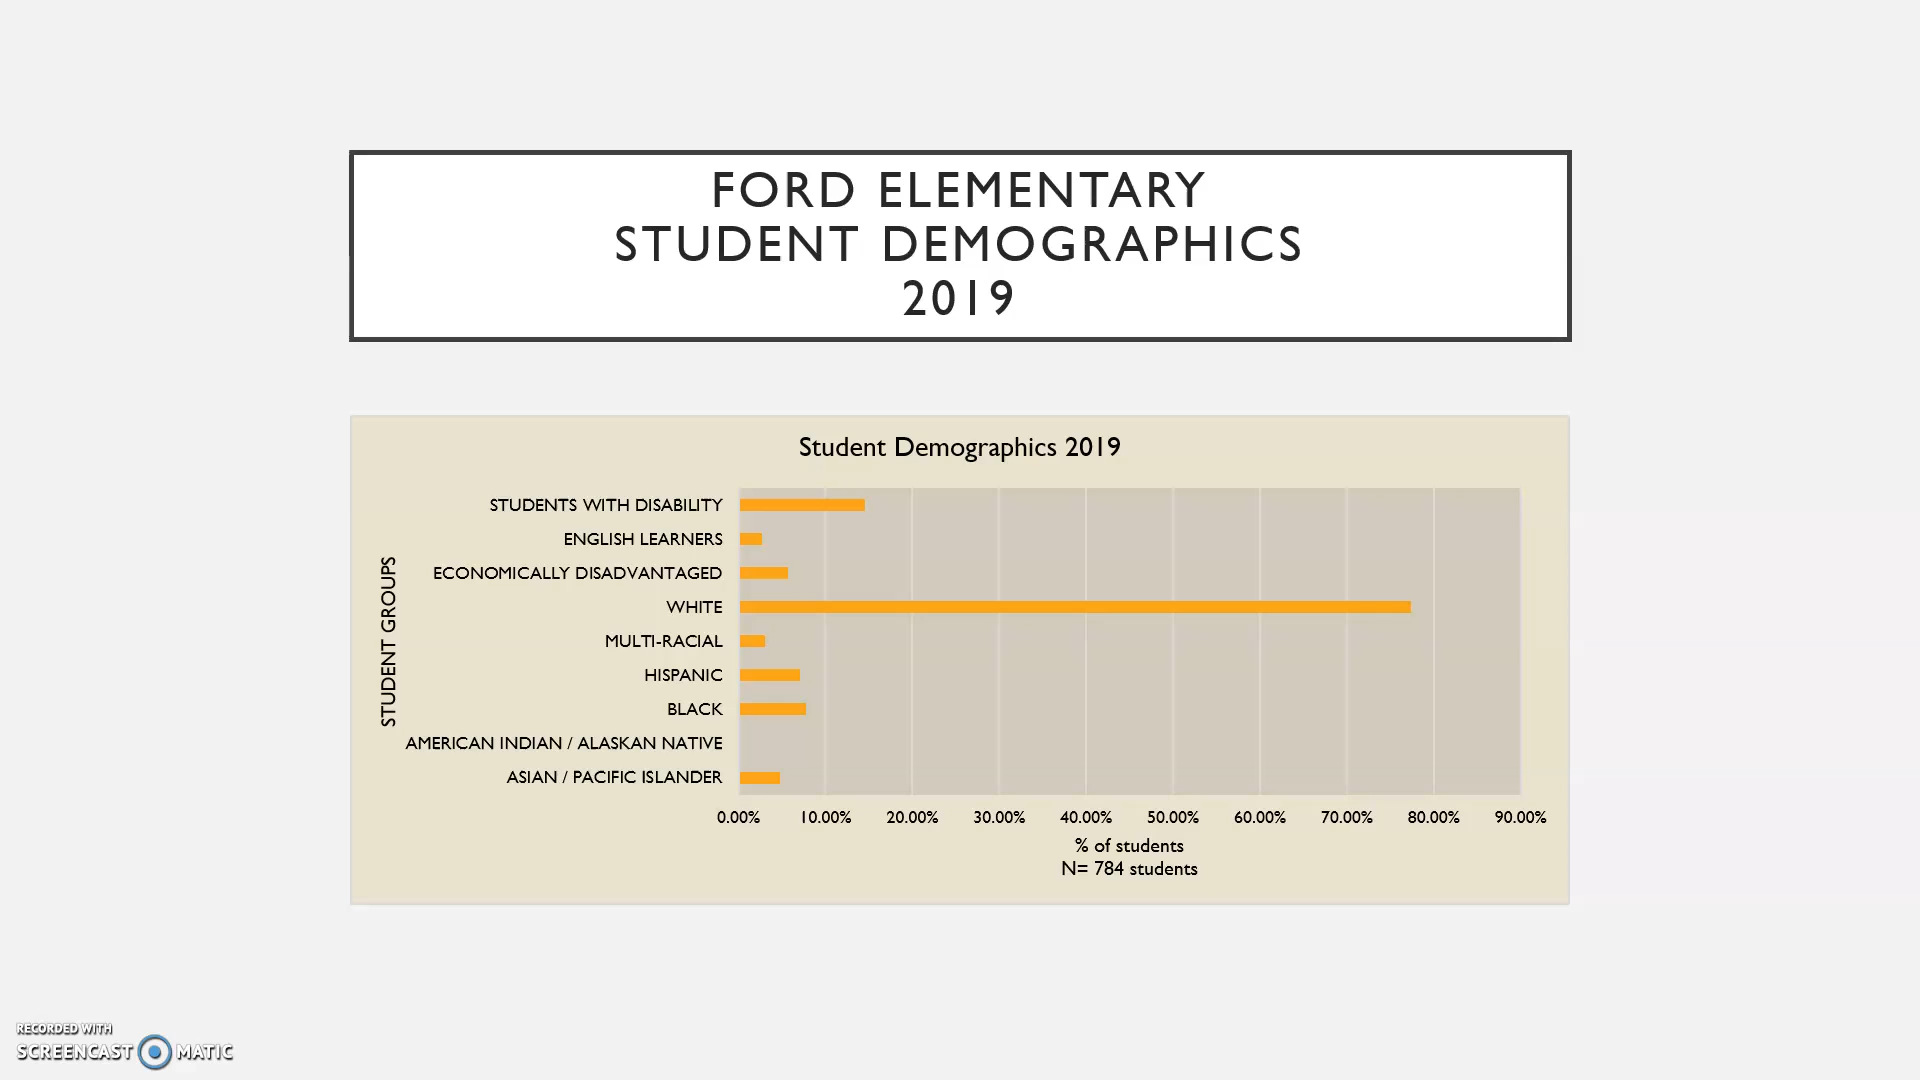 FORD ELEMENTARY
STUDENT DEMOGRAPHICS
2019
Student Demographics 2019
STUDENT GROUPS
STUDENTS WITH DISABILITY
ENGLISH LEARNERS
ECONOMICALLY DISADVANTAGED
WHITE
MULTI-RACIAL
HISPANIC
BLACK
AMERICAN INDIAN / ALASKAN NATIVE
ASIAN / PACIFIC ISLANDER
0.00% 10.00% 20.00% 30.00% 40.00% 50.00% 60.00% 70.00% 80.00% 90.00%
% of students
N= 784 students
RECORDED WITH
SCREENCAST MATIC